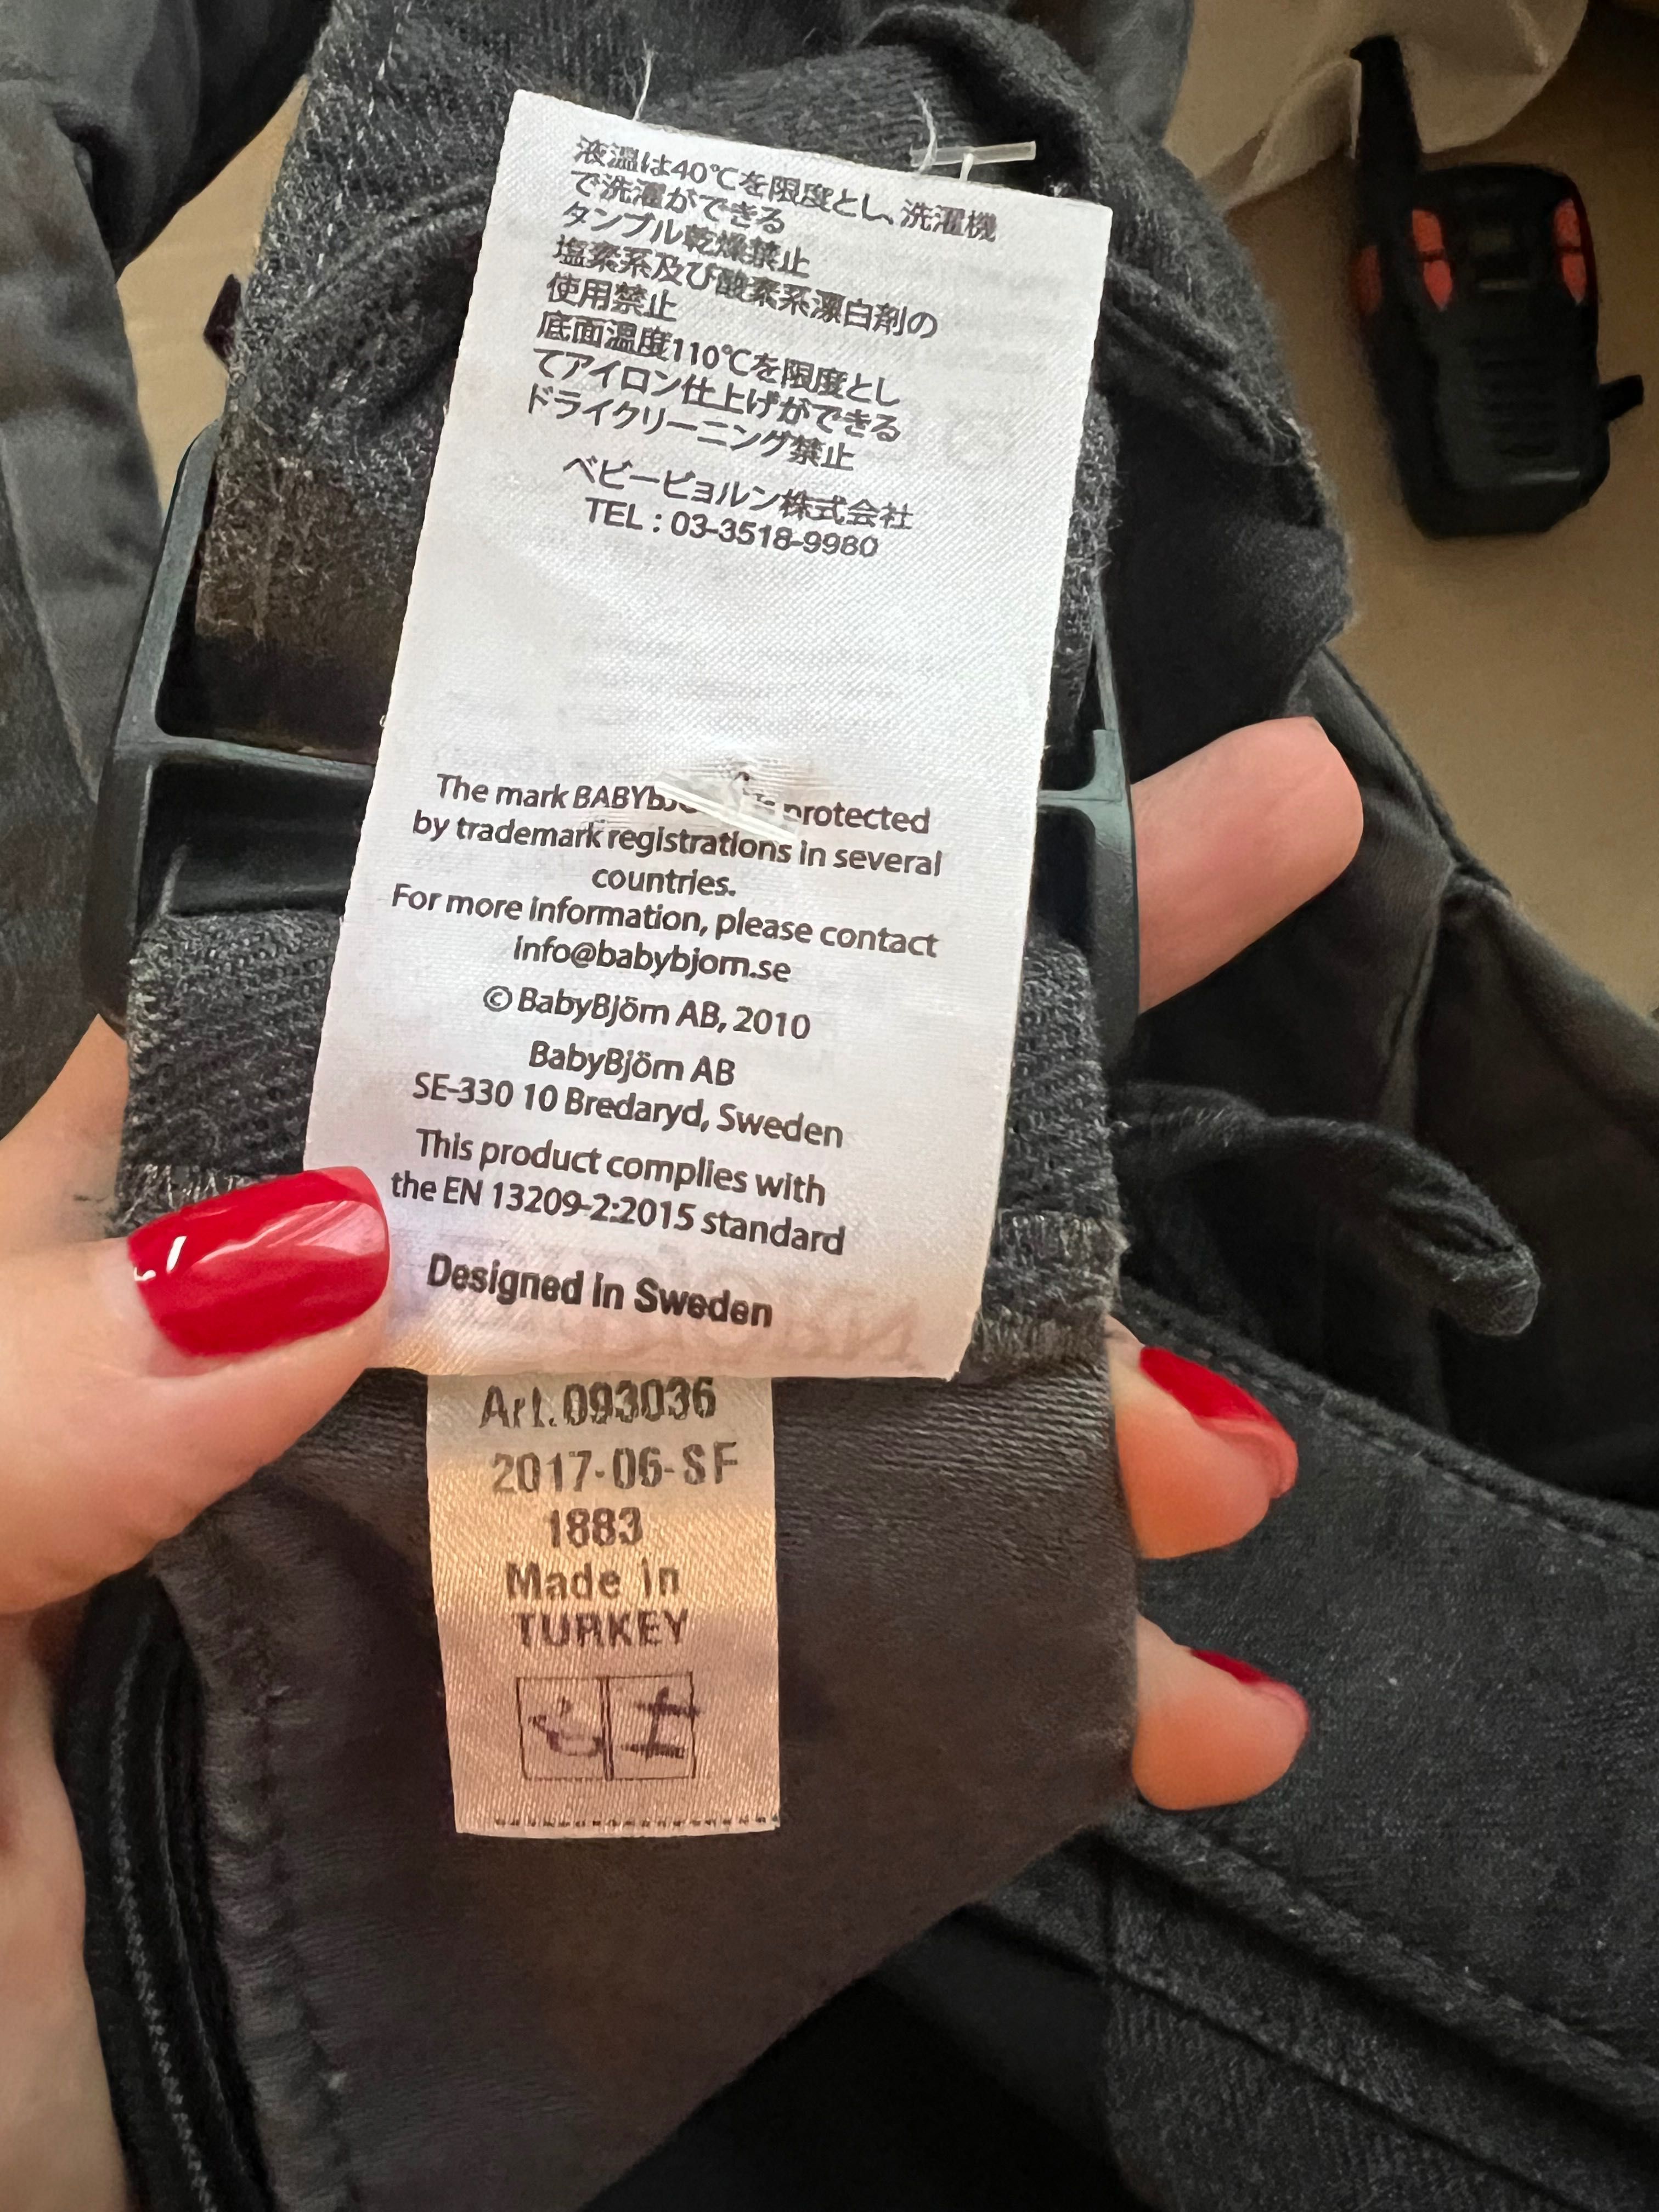 液温は40℃を限度とし、洗濯機
で洗濯ができる
タンブル乾燥禁止
塩素系及び酸素系漂白剤の
使用禁止
底面温度110℃を限度とし
てアイロン仕上げができる
ドライクリーニング禁止
ベビービョルン株式会社
TEL : 03-3518-9980
The mark protected
by trademark registrations in several
countries.
For more information, please contact
info@babybjorn.se
© BabyBjörn AB, 2010
BabyBjörn AB
SE-330 10 Bredaryd, Sweden
This product complies with
the EN 13209-2:2015 standard
Designed in Sweden
Art.093036
2017-06-SF
1883
Made in
TURKEY